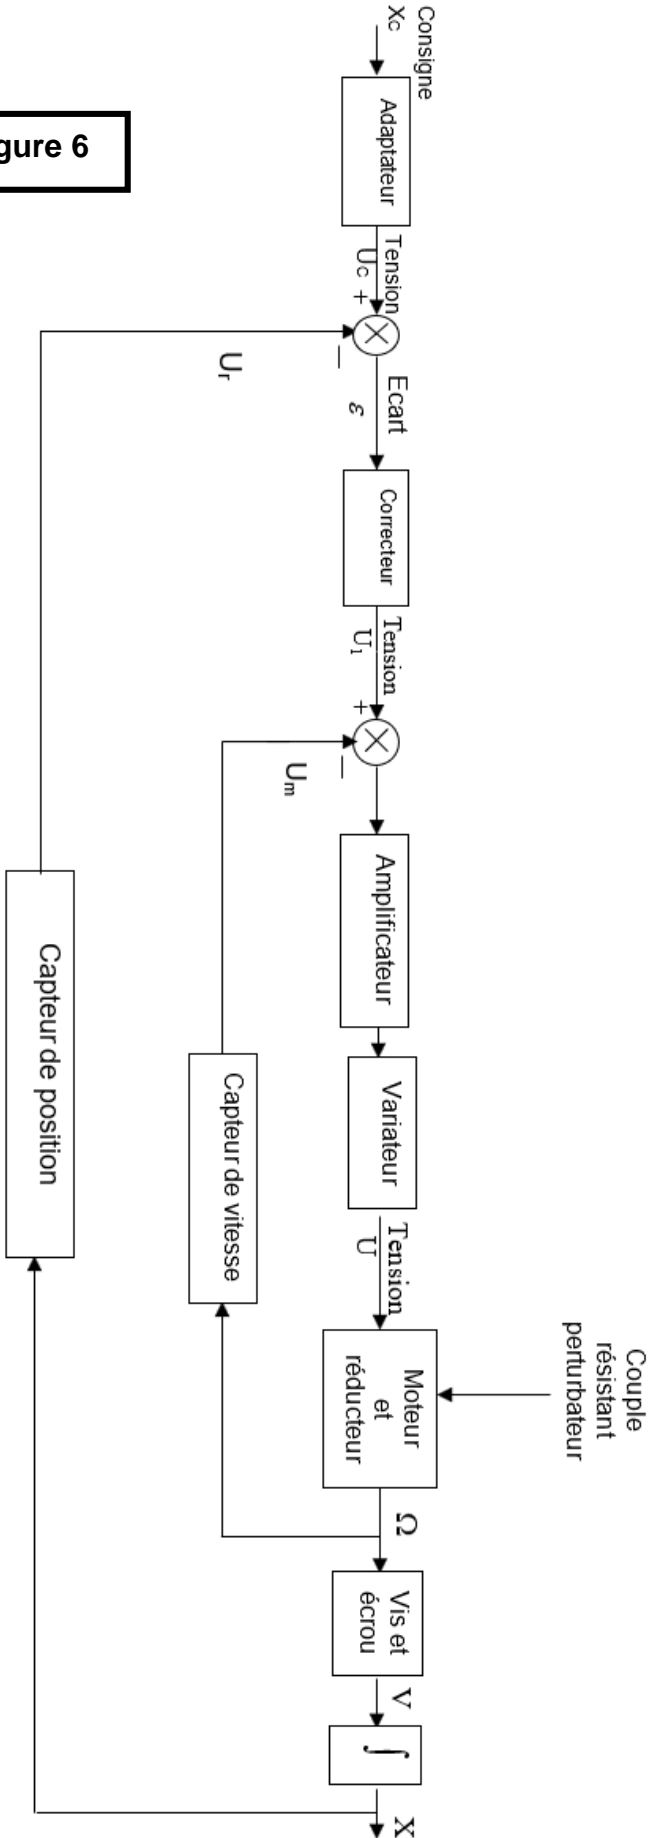 gure 6
Consigne
Xc
Adaptateur
Tension
Uc +
−
Ecart
ε
Correcteur
Tension
U1
+
−
Amplificateur
Variateur
Tension
U
Couple
résistant
perturbateur
Moteur
et
réducteur
Ω
Vis et
écrou
V
∫
X
Um
Capteur de vitesse
Ur
Capteur de position